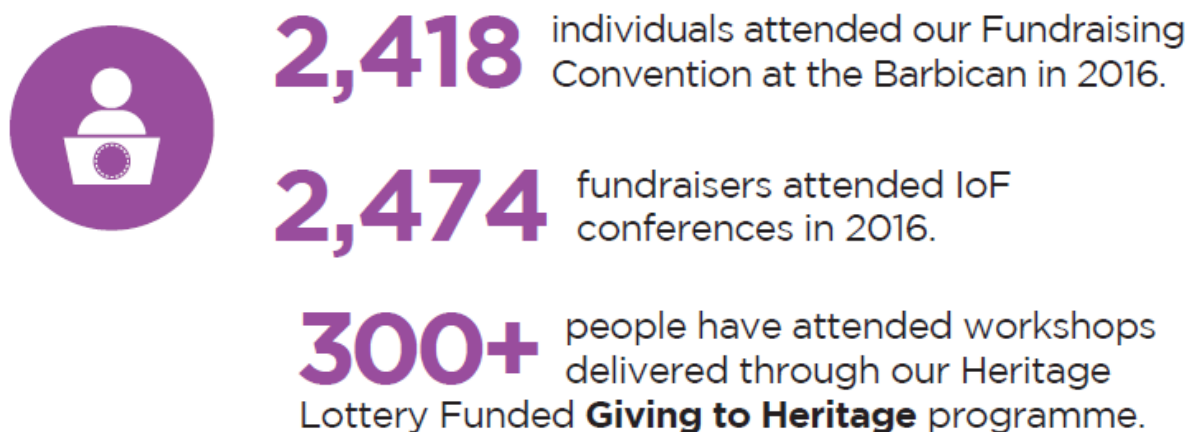 2,418 individuals attended our Fundraising
Convention at the Barbican in 2016.
2,474 fundraisers attended IoF
conferences in 2016.
300+ people have attended workshops
delivered through our Heritage
Lottery Funded Giving to Heritage programme.